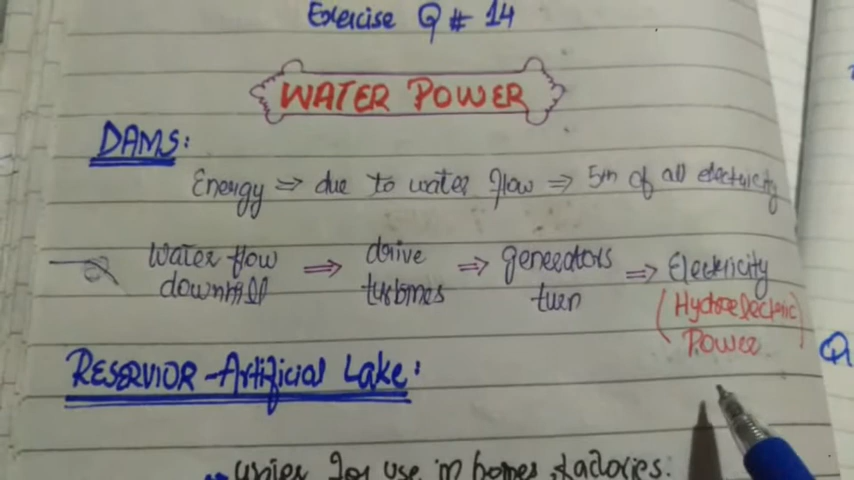 Exercise Q # 14
WATER POWER
DAMS:
Energy ⇒ due to water flow ⇒ 5th of all electricity
water flow downhill ⇒ drive turbines ⇒ generators turn ⇒ Electricity
(Hydroelectric Power)
RESERVIOR - Artificial Lake:
for use in homes, factories.
Q